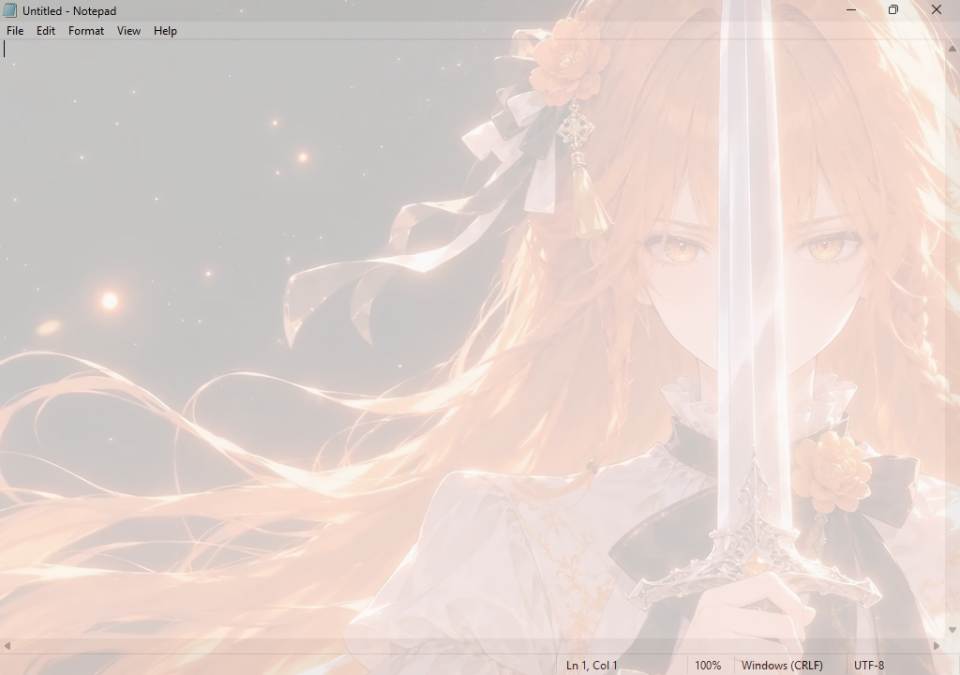 Untitled - Notepad
File Edit Format View Help
Ln 1, Col 1 100% Windows (CRLF) UTF-8